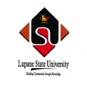 Lupane State University
Building Communities through Knowledge